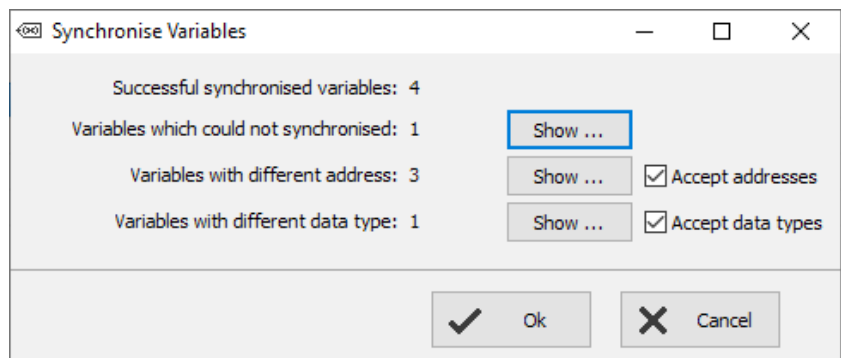 Synchronise Variables
Successful synchronised variables: 4
Variables which could not synchronised: 1 Show ...
Variables with different address: 3 Show ... Accept addresses
Variables with different data type: 1 Show ... Accept data types
Ok Cancel